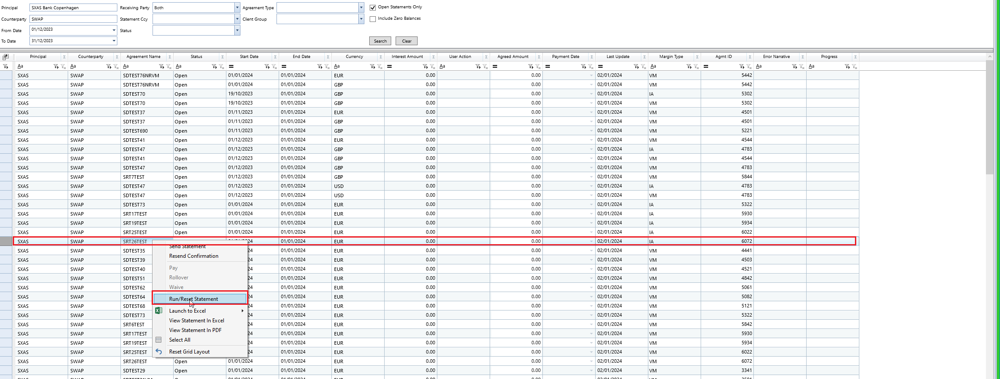 Principal SXAS Bank Copenhagen Receiving Party Both Agreement Type Open Statements Only
Counterparty SWAP Statement Ccy Client Group Include Zero Balances
From Date 01/12/2023 Status
To Date 31/12/2023 Search Clear
Principal Σ Counterparty Σ Agreement Name Σ Status Σ Start Date Σ End Date Σ Currency Σ Interest Amount Σ User Action Σ Agreed Amount Σ Payment Date Σ Last Update Σ Margin Type Σ Agmt ID Σ Error Narrative Σ Progress Σ
Aa Aa Aa Aa = = Aa = Aa = = = Aa = Aa Aa
SXAS SWAP SDTEST76NRVM Open 01/01/2024 01/01/2024 EUR 0.00 0.00 02/01/2024 VM 5442
SXAS SWAP SDTEST76NRVM Open 01/01/2024 01/01/2024 GBP 0.00 0.00 02/01/2024 VM 5442
SXAS SWAP SDTEST70 Open 19/10/2023 01/01/2024 GBP 0.00 0.00 02/01/2024 IA 5302
SXAS SWAP SDTEST70 Open 19/10/2023 01/01/2024 GBP 0.00 0.00 02/01/2024 VM 5302
SXAS SWAP SDTEST37 Open 01/11/2023 01/01/2024 EUR 0.00 0.00 02/01/2024 VM 4501
SXAS SWAP SDTEST37 Open 01/11/2023 01/01/2024 GBP 0.00 0.00 02/01/2024 VM 4501
SXAS SWAP SDTEST690 Open 01/11/2023 01/01/2024 GBP 0.00 0.00 02/01/2024 VM 5221
SXAS SWAP SDTEST41 Open 01/12/2023 01/01/2024 EUR 0.00 0.00 02/01/2024 VM 4544
SXAS SWAP SDTEST47 Open 01/12/2023 01/01/2024 GBP 0.00 0.00 02/01/2024 IA 4783
SXAS SWAP SDTEST41 Open 01/12/2023 01/01/2024 GBP 0.00 0.00 02/01/2024 VM 4544
SXAS SWAP SDTEST47 Open 01/12/2023 01/01/2024 GBP 0.00 0.00 02/01/2024 VM 4783
SXAS SWAP SRT7TEST Open 01/12/2023 01/01/2024 GBP 0.00 0.00 02/01/2024 VM 5844
SXAS SWAP SDTEST47 Open 01/12/2023 01/01/2024 USD 0.00 0.00 02/01/2024 IA 4783
SXAS SWAP SDTEST47 Open 01/12/2023 01/01/2024 USD 0.00 0.00 02/01/2024 VM 4783
SXAS SWAP SDTEST73 Open 01/01/2024 01/01/2024 EUR 0.00 0.00 02/01/2024 IA 5322
SXAS SWAP SRT17TEST Open 01/01/2024 01/01/2024 EUR 0.00 0.00 02/01/2024 IA 5930
SXAS SWAP SRT19TEST Open 01/01/2024 01/01/2024 EUR 0.00 0.00 02/01/2024 IA 5934
SXAS SWAP SRT25TEST Open 01/01/2024 01/01/2024 EUR 0.00 0.00 02/01/2024 IA 6022
SXAS SWAP SRT26TEST 24 01/01/2024 EUR 0.00 0.00 02/01/2024 IA 6072
SXAS SWAP SDTEST35 24 01/01/2024 EUR 0.00 0.00 02/01/2024 VM 4441
SXAS SWAP SDTEST39 24 01/01/2024 EUR 0.00 0.00 02/01/2024 VM 4503
SXAS SWAP SDTEST40 24 01/01/2024 EUR 0.00 0.00 02/01/2024 VM 4521
SXAS SWAP SDTEST51 24 01/01/2024 EUR 0.00 0.00 02/01/2024 VM 4842
SXAS SWAP SDTEST62 24 01/01/2024 EUR 0.00 0.00 02/01/2024 VM 5061
SXAS SWAP SDTEST64 24 01/01/2024 EUR 0.00 0.00 02/01/2024 VM 5082
SXAS SWAP SDTEST68 24 01/01/2024 EUR 0.00 0.00 02/01/2024 VM 5121
SXAS SWAP SDTEST73 24 01/01/2024 EUR 0.00 0.00 02/01/2024 VM 5322
SXAS SWAP SRT6TEST 24 01/01/2024 EUR 0.00 0.00 02/01/2024 VM 5842
SXAS SWAP SRT17TEST 24 01/01/2024 EUR 0.00 0.00 02/01/2024 VM 5930
SXAS SWAP SRT19TEST 24 01/01/2024 EUR 0.00 0.00 02/01/2024 VM 5934
SXAS SWAP SRT25TEST 24 01/01/2024 EUR 0.00 0.00 02/01/2024 VM 6022
SXAS SWAP SRT26TEST Open 01/01/2024 01/01/2024 EUR 0.00 0.00 02/01/2024 VM 6072
SXAS SWAP SDTEST29 Open 01/01/2024 01/01/2024 EUR 0.00 0.00 02/01/2024 VM 3341
Send Statement
Resend Confirmation
Pay
Rollover
Waive
Run/Reset Statement
Launch to Excel
View Statement In Excel
View Statement In PDF
Select All
Reset Grid Layout